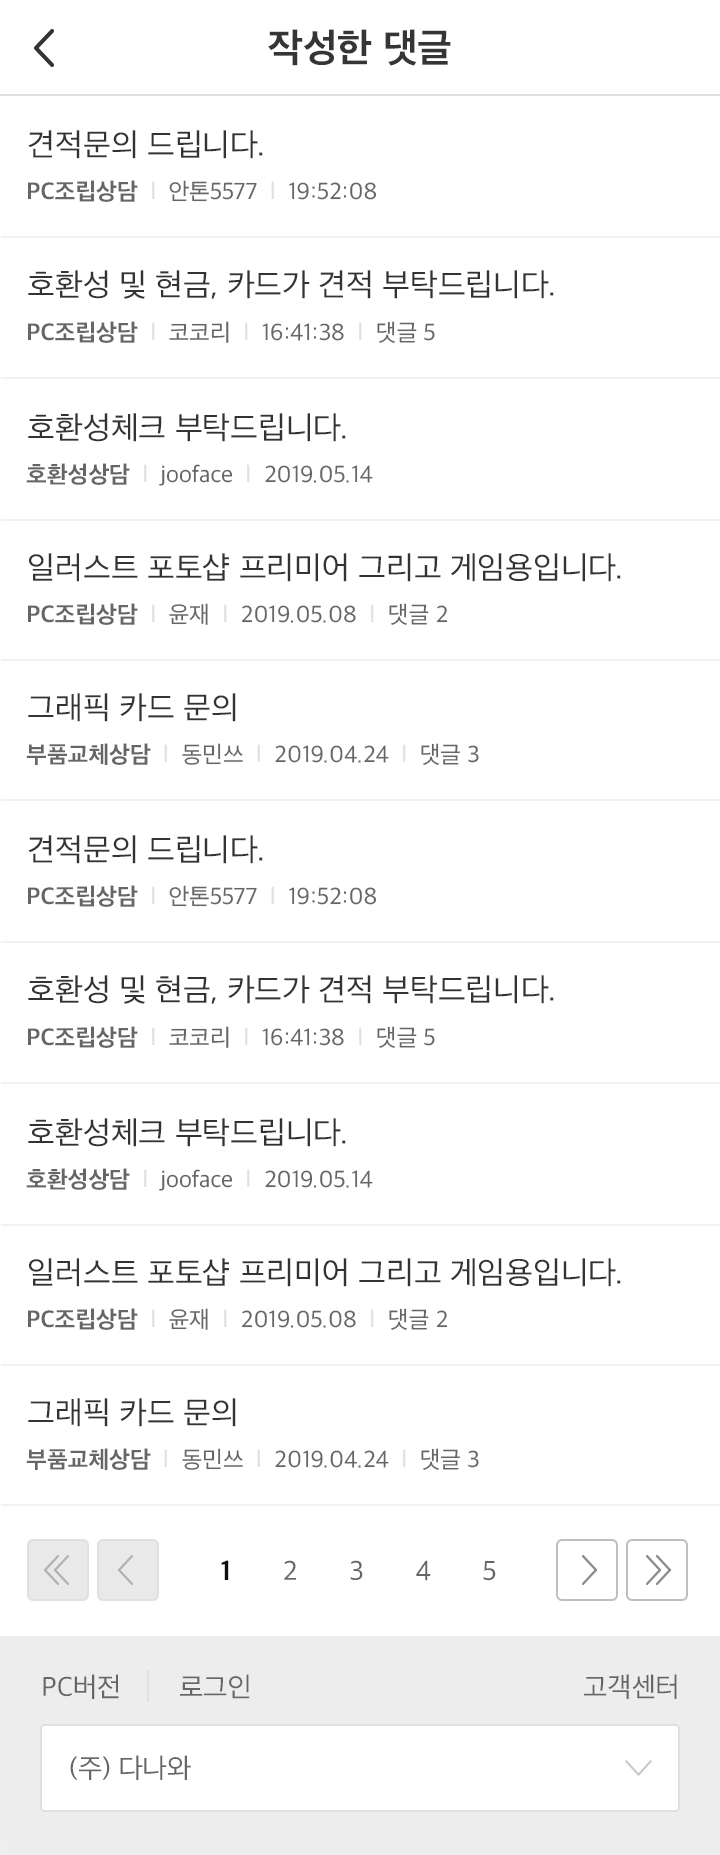 작성한 댓글
견적문의 드립니다.
PC조립상담 안톤5577 19:52:08
호환성 및 현금, 카드가 견적 부탁드립니다.
PC조립상담 코코리 16:41:38 댓글 5
호환성체크 부탁드립니다.
호환성상담 jooface 2019.05.14
일러스트 포토샵 프리미어 그리고 게임용입니다.
PC조립상담 윤재 2019.05.08 댓글 2
그래픽 카드 문의
부품교체상담 동민쓰 2019.04.24 댓글 3
견적문의 드립니다.
PC조립상담 안톤5577 19:52:08
호환성 및 현금, 카드가 견적 부탁드립니다.
PC조립상담 코코리 16:41:38 댓글 5
호환성체크 부탁드립니다.
호환성상담 jooface 2019.05.14
일러스트 포토샵 프리미어 그리고 게임용입니다.
PC조립상담 윤재 2019.05.08 댓글 2
그래픽 카드 문의
부품교체상담 동민쓰 2019.04.24 댓글 3
1 2 3 4 5
PC버전 로그인 고객센터
(주) 다나와